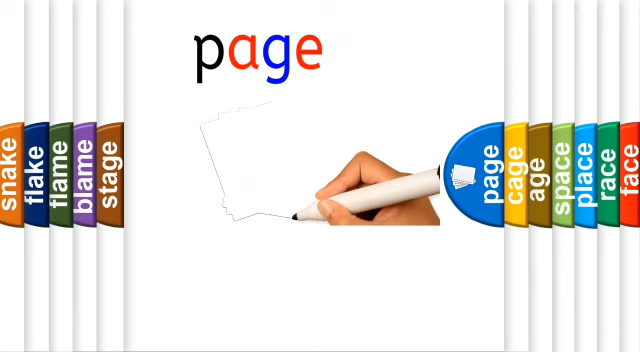 page
snake
flake
flame
blame
stage
page
cage
age
space
place
race
face